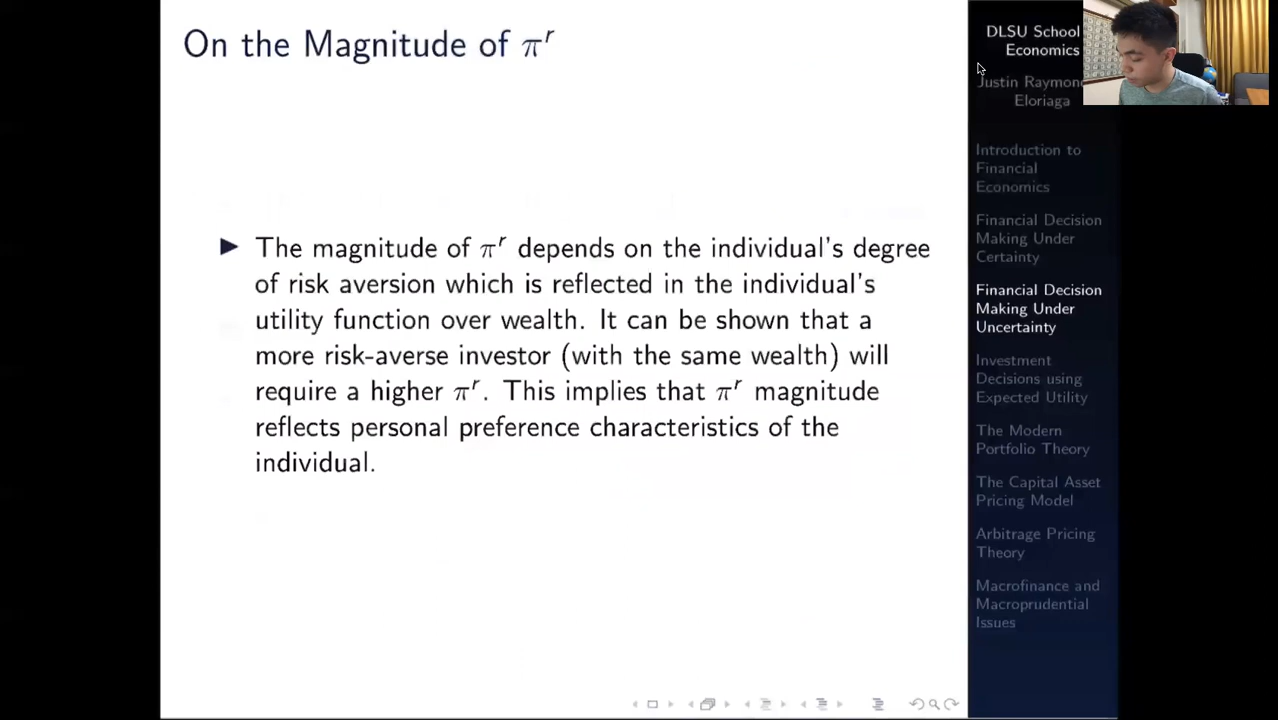 On the Magnitude of πʳ
The magnitude of πʳ depends on the individual's degree
of risk aversion which is reflected in the individual's
utility function over wealth. It can be shown that a
more risk-averse investor (with the same wealth) will
require a higher πʳ. This implies that πʳ magnitude
reflects personal preference characteristics of the
individual.
DLSU School
Economics
Justin Raymond
Eloriaga
Introduction to
Financial
Economics
Financial Decision
Making Under
Certainty
Financial Decision
Making Under
Uncertainty
Investment
Decisions using
Expected Utility
The Modern
Portfolio Theory
The Capital Asset
Pricing Model
Arbitrage Pricing
Theory
Macrofinance and
Macroprudential
Issues